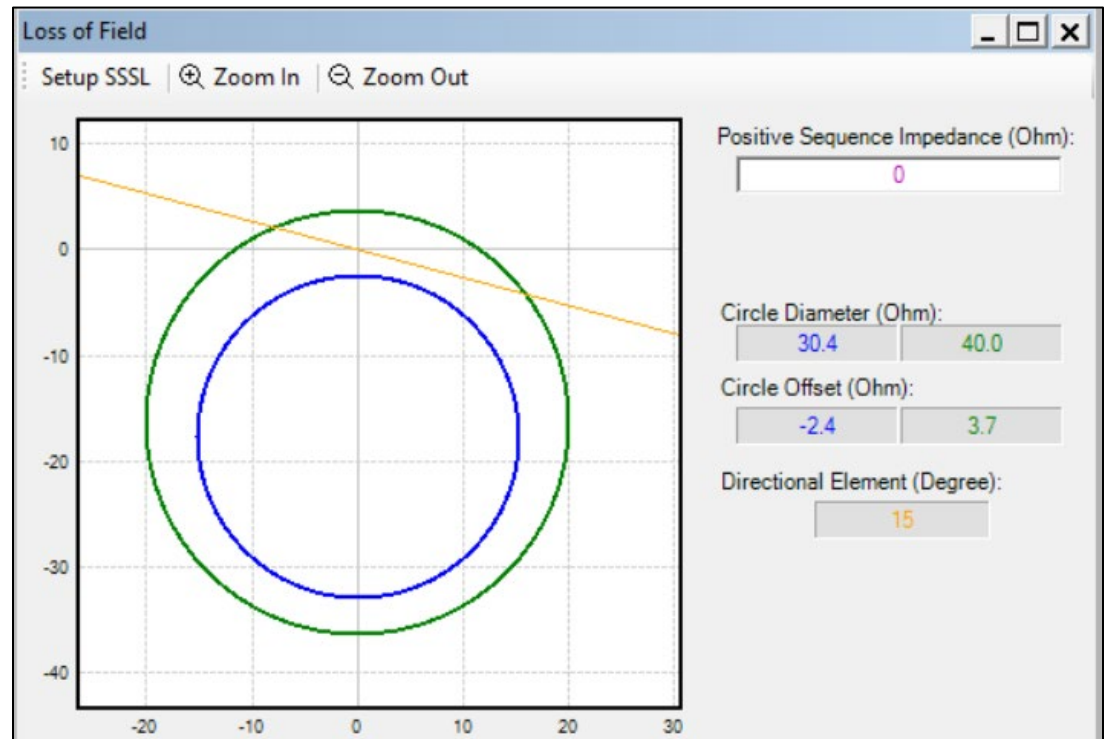 Loss of Field
Setup SSSL Zoom In Zoom Out
10
0
-10
-20
-30
-40
-20 -10 0 10 20 30
Positive Sequence Impedance (Ohm):
0
Circle Diameter (Ohm):
30.4 40.0
Circle Offset (Ohm):
-2.4 3.7
Directional Element (Degree):
15